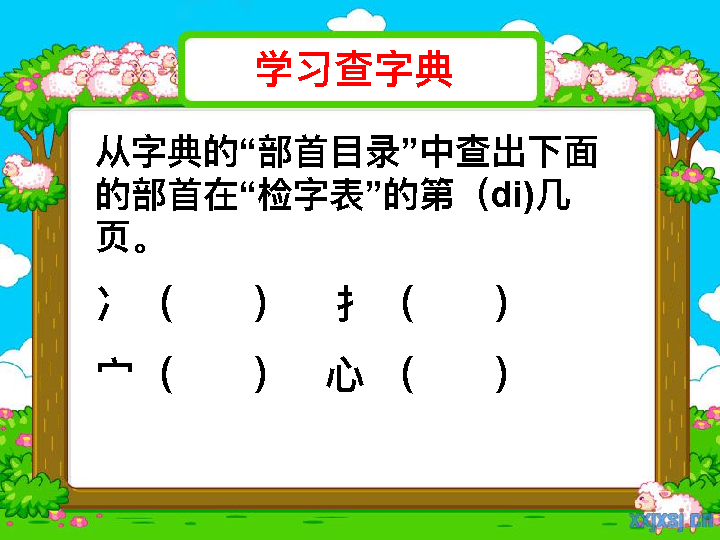 学习查字典
从字典的“部首目录”中查出下面
的部首在“检字表”的第（di)几
页。
冫（ ） 扌（ ）
宀（ ） 心（ ）
xxjxsj.cn